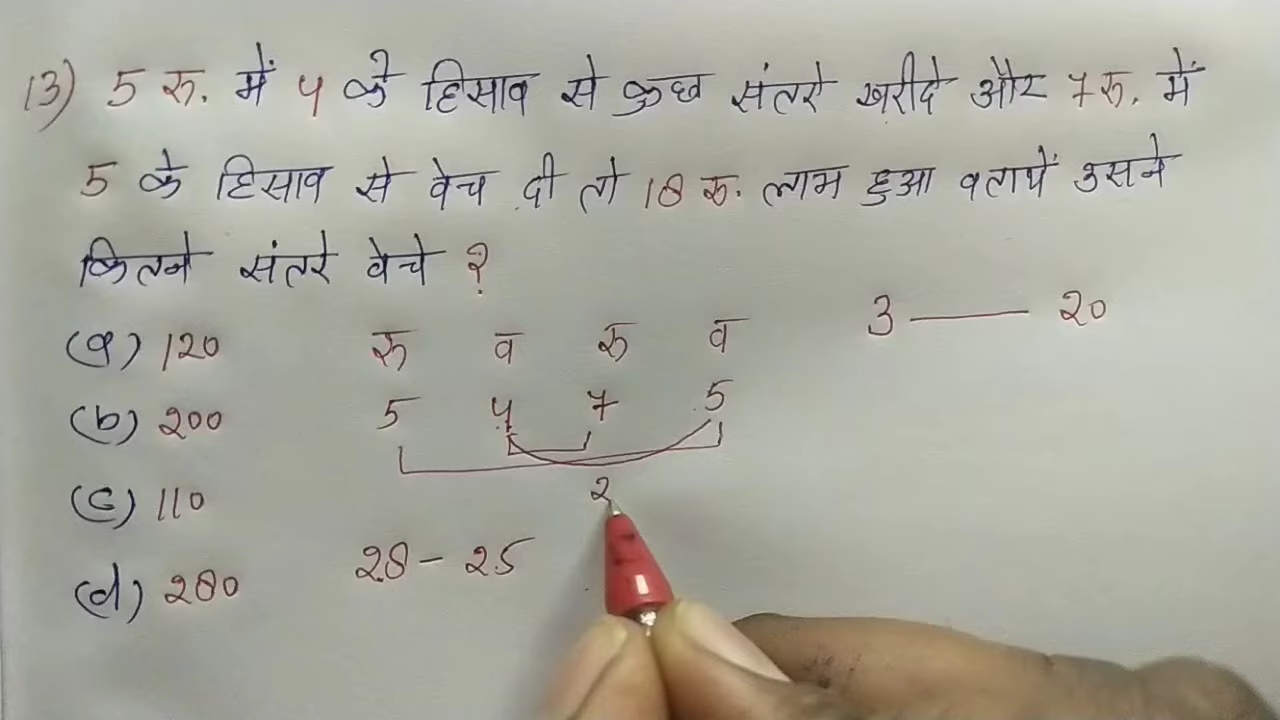 13) 5 रु. में 4 के हिसाब से कुछ संतरे खरीदे और 7 रु. में
5 के हिसाब से बेच दी तो 18 रु. लाभ हुआ बतायें उसने
कितने संतरे बेचे ?
(a) 120
(b) 200
(c) 110
(d) 280
रु व रु व
5 4 7 5
2
28 - 25
3 —— 20